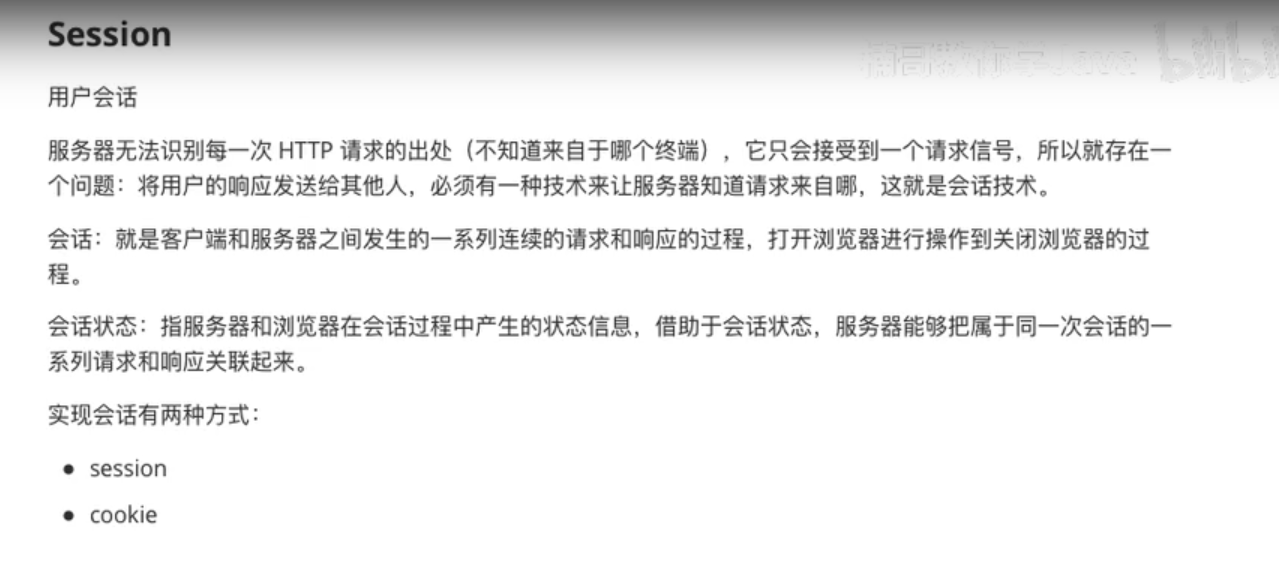 Session
楠哥教你学Java
bilibili
用户会话
服务器无法识别每一次 HTTP 请求的出处（不知道来自于哪个终端），它只会接受到一个请求信号，所以就存在一
个问题：将用户的响应发送给其他人，必须有一种技术来让服务器知道请求来自哪，这就是会话技术。
会话：就是客户端和服务器之间发生的一系列连续的请求和响应的过程，打开浏览器进行操作到关闭浏览器的过
程。
会话状态：指服务器和浏览器在会话过程中产生的状态信息，借助于会话状态，服务器能够把属于同一次会话的一
系列请求和响应关联起来。
实现会话有两种方式：
session
cookie